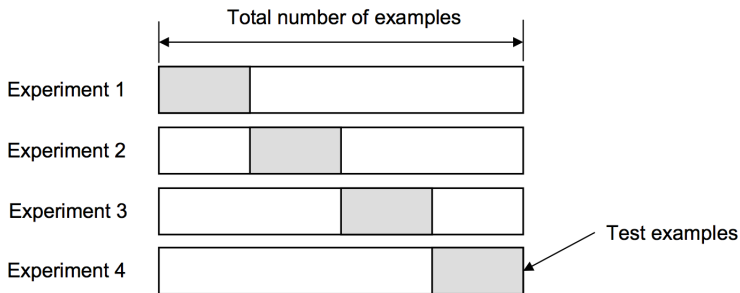 Total number of examples
Experiment 1
Experiment 2
Experiment 3
Test examples
Experiment 4